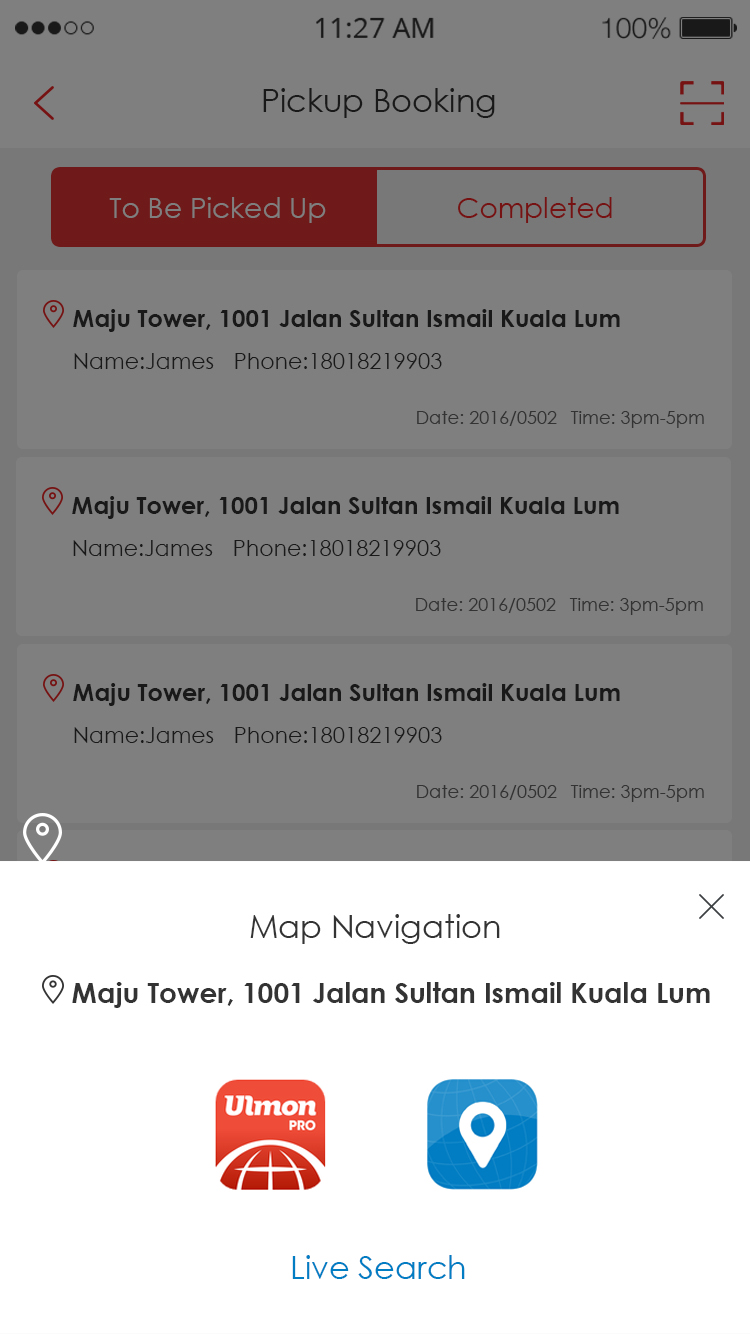 11:27 AM 100%
Pickup Booking
To Be Picked Up Completed
Maju Tower, 1001 Jalan Sultan Ismail Kuala Lum
Name:James Phone:18018219903
Date: 2016/0502 Time: 3pm-5pm
Maju Tower, 1001 Jalan Sultan Ismail Kuala Lum
Name:James Phone:18018219903
Date: 2016/0502 Time: 3pm-5pm
Maju Tower, 1001 Jalan Sultan Ismail Kuala Lum
Name:James Phone:18018219903
Date: 2016/0502 Time: 3pm-5pm
Map Navigation
Maju Tower, 1001 Jalan Sultan Ismail Kuala Lum
Ulmon
PRO
Live Search